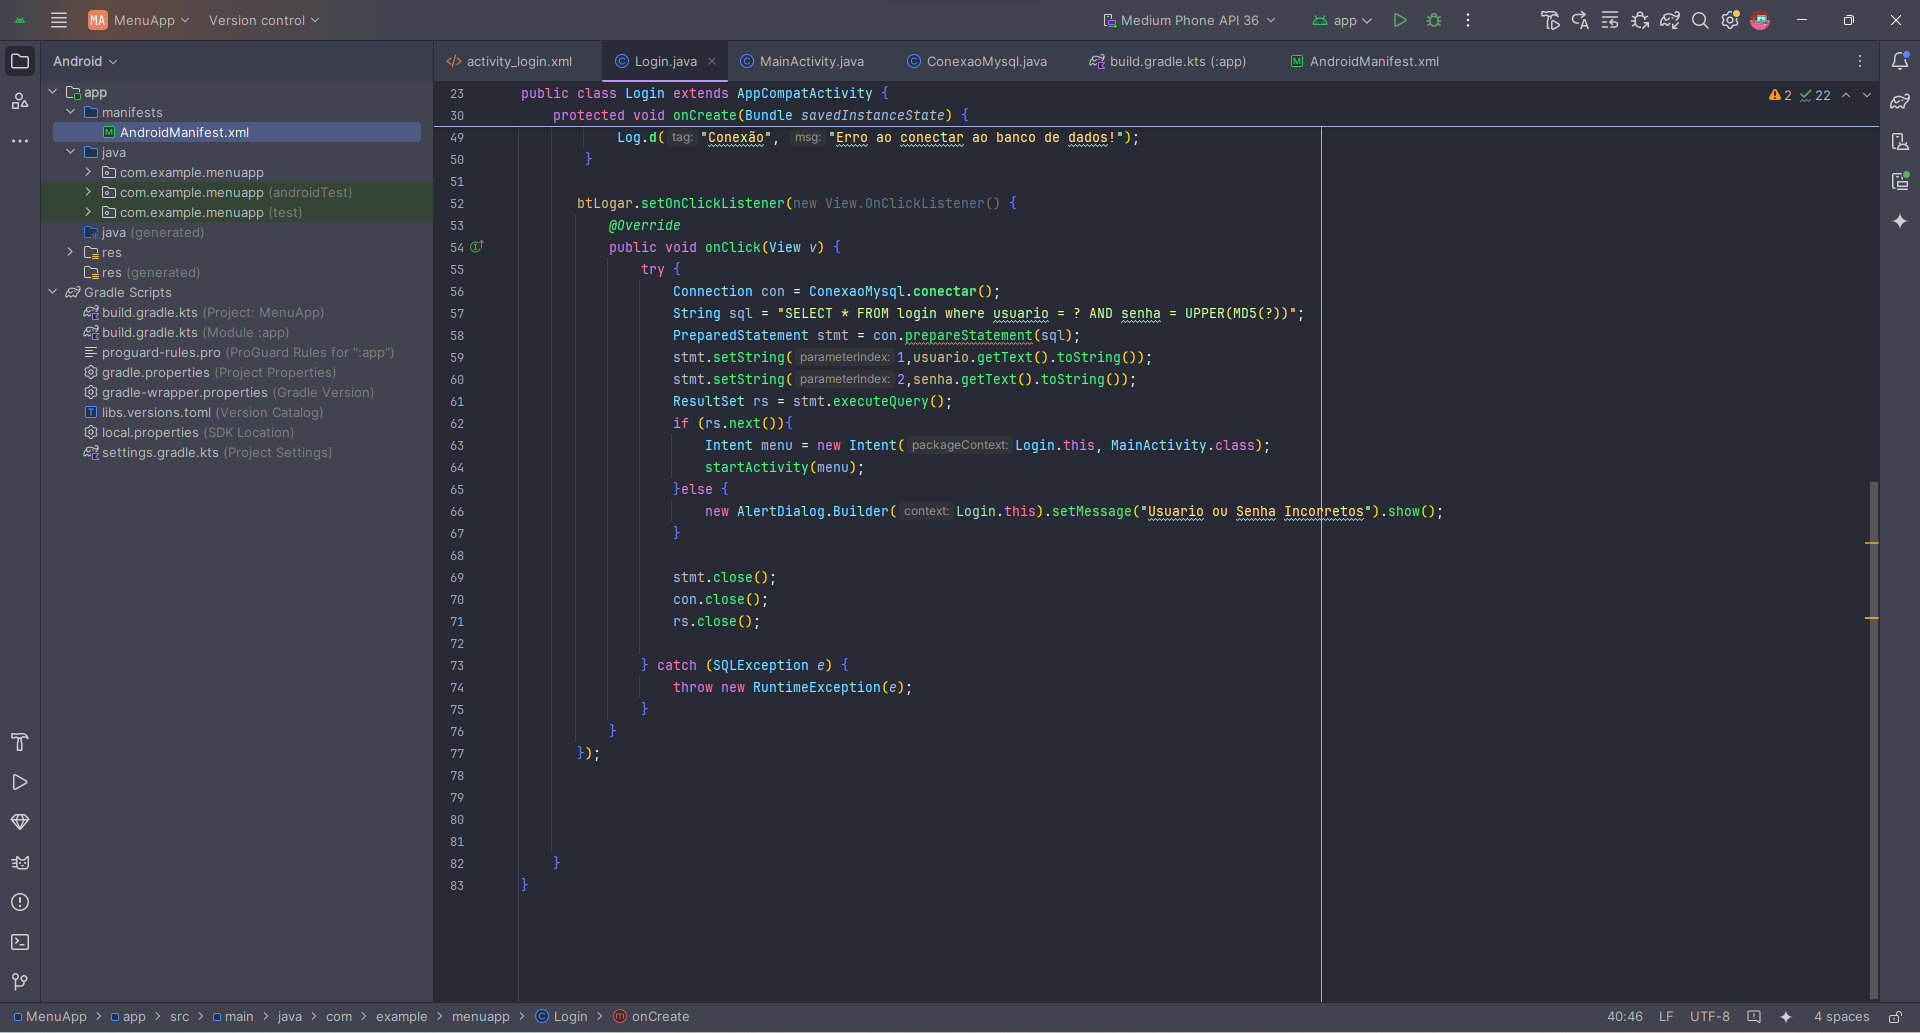 MA MenuApp Version control Medium Phone API 36 app
Android
activity_login.xml Login.java MainActivity.java ConexaoMysql.java build.gradle.kts (:app) AndroidManifest.xml
app
manifests
AndroidManifest.xml
java
com.example.menuapp
com.example.menuapp (androidTest)
com.example.menuapp (test)
java (generated)
res
res (generated)
Gradle Scripts
build.gradle.kts (Project: MenuApp)
build.gradle.kts (Module :app)
proguard-rules.pro (ProGuard Rules for ":app")
gradle.properties (Project Properties)
gradle-wrapper.properties (Gradle Version)
libs.versions.toml (Version Catalog)
local.properties (SDK Location)
settings.gradle.kts (Project Settings)
2 22
23 public class Login extends AppCompatActivity {
30 protected void onCreate(Bundle savedInstanceState) {
49 Log.d( tag: "Conexão", msg: "Erro ao conectar ao banco de dados!");
50 }
51
52 btLogar.setOnClickListener(new View.OnClickListener() {
53 @Override
54 public void onClick(View v) {
55 try {
56 Connection con = ConexaoMysql.conectar();
57 String sql = "SELECT * FROM login where usuario = ? AND senha = UPPER(MD5(?))";
58 PreparedStatement stmt = con.prepareStatement(sql);
59 stmt.setString( parameterIndex: 1,usuario.getText().toString());
60 stmt.setString( parameterIndex: 2,senha.getText().toString());
61 ResultSet rs = stmt.executeQuery();
62 if (rs.next()){
63 Intent menu = new Intent( packageContext: Login.this, MainActivity.class);
64 startActivity(menu);
65 }else {
66 new AlertDialog.Builder( context: Login.this).setMessage("Usuario ou Senha Incorretos").show();
67 }
68
69 stmt.close();
70 con.close();
71 rs.close();
72
73 } catch (SQLException e) {
74 throw new RuntimeException(e);
75 }
76 }
77 });
78
79
80
81
82 }
83 }
MenuApp > app > src > main > java > com > example > menuapp > Login > onCreate 40:46 LF UTF-8 4 spaces